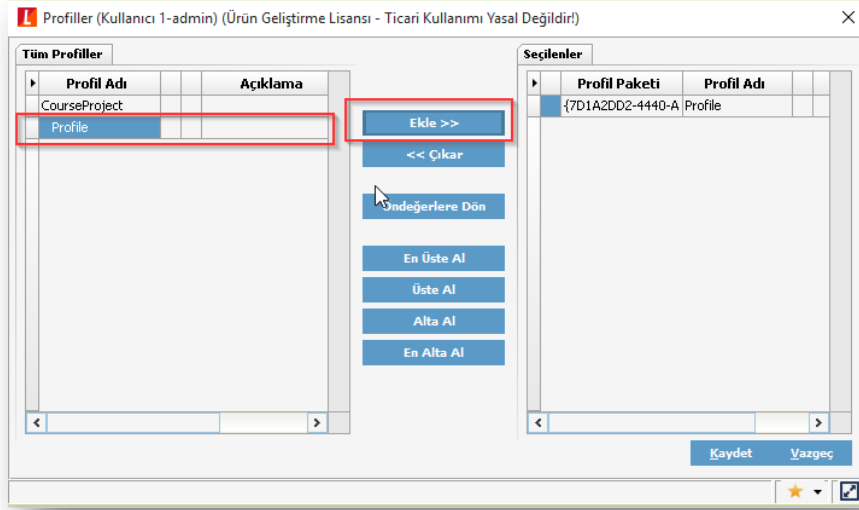 Profiller (Kullanıcı 1-admin) (Ürün Geliştirme Lisansı - Ticari Kullanımı Yasal Değildir!)
Tüm Profiller
Profil Adı Açıklama
CourseProject
Profile
Ekle >>
<< Çıkar
Öndeğerlere Dön
En Üste Al
Üste Al
Alta Al
En Alta Al
Seçilenler
Profil Paketi Profil Adı
{7D1A2DD2-4440-A Profile
Kaydet Vazgeç